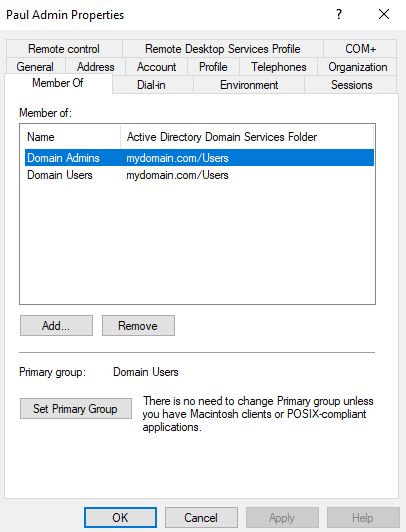 Paul Admin Properties
?
Remote control Remote Desktop Services Profile COM+
General Address Account Profile Telephones Organization
Member Of Dial-in Environment Sessions
Member of:
Name Active Directory Domain Services Folder
Domain Admins mydomain.com/Users
Domain Users mydomain.com/Users
Add... Remove
Primary group: Domain Users
Set Primary Group
There is no need to change Primary group unless
you have Macintosh clients or POSIX-compliant
applications.
OK Cancel Apply Help